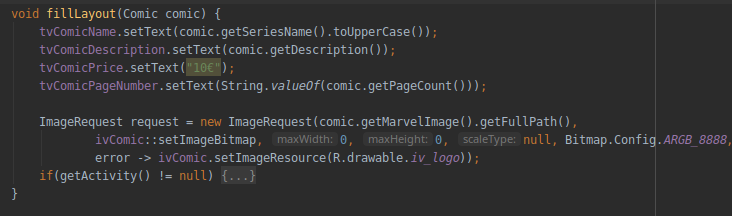 void fillLayout(Comic comic) {
tvComicName.setText(comic.getSeriesName().toUpperCase());
tvComicDescription.setText(comic.getDescription());
tvComicPrice.setText("10€");
tvComicPageNumber.setText(String.valueOf(comic.getPageCount()));
ImageRequest request = new ImageRequest(comic.getMarvelImage().getFullPath(),
ivComic::setImageBitmap, maxWidth: 0, maxHeight: 0, scaleType: null, Bitmap.Config.ARGB_8888,
error -> ivComic.setImageResource(R.drawable.iv_logo));
if(getActivity() != null) {...}
}